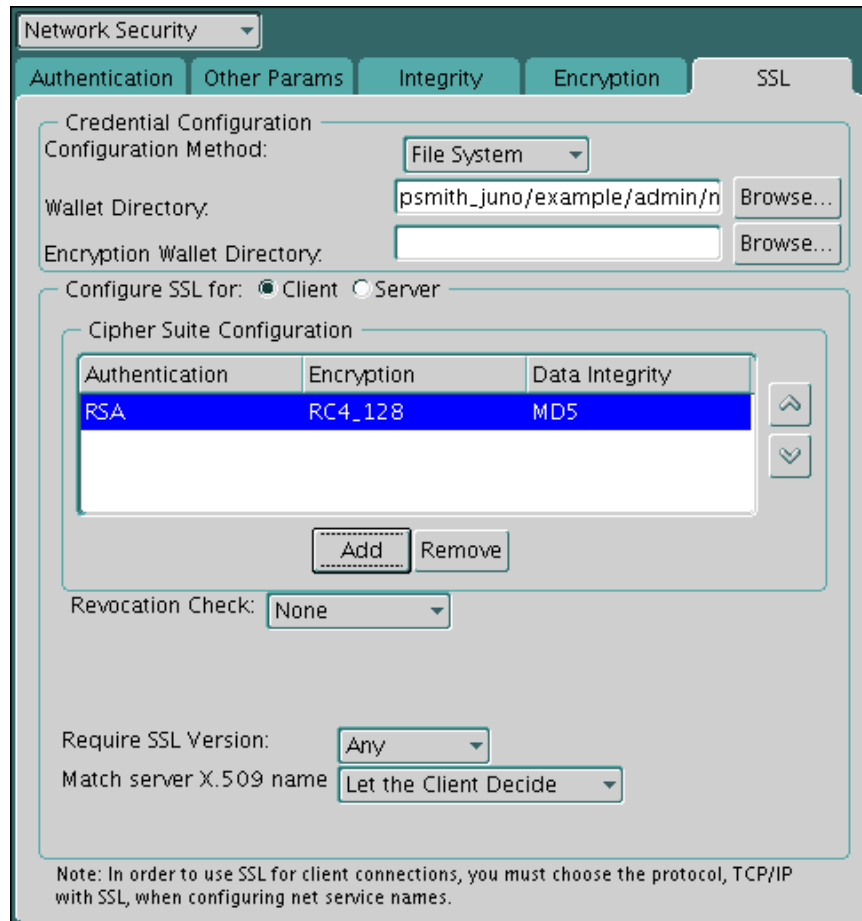 Network Security
Authentication Other Params Integrity Encryption SSL
Credential Configuration
Configuration Method: File System
Wallet Directory: psmith_juno/example/admin/n Browse...
Encryption Wallet Directory: Browse...
Configure SSL for: Client Server
Cipher Suite Configuration
Authentication Encryption Data Integrity
RSA RC4_128 MD5
Add Remove
Revocation Check: None
Require SSL Version: Any
Match server X.509 name Let the Client Decide
Note: In order to use SSL for client connections, you must choose the protocol, TCP/IP
with SSL, when configuring net service names.